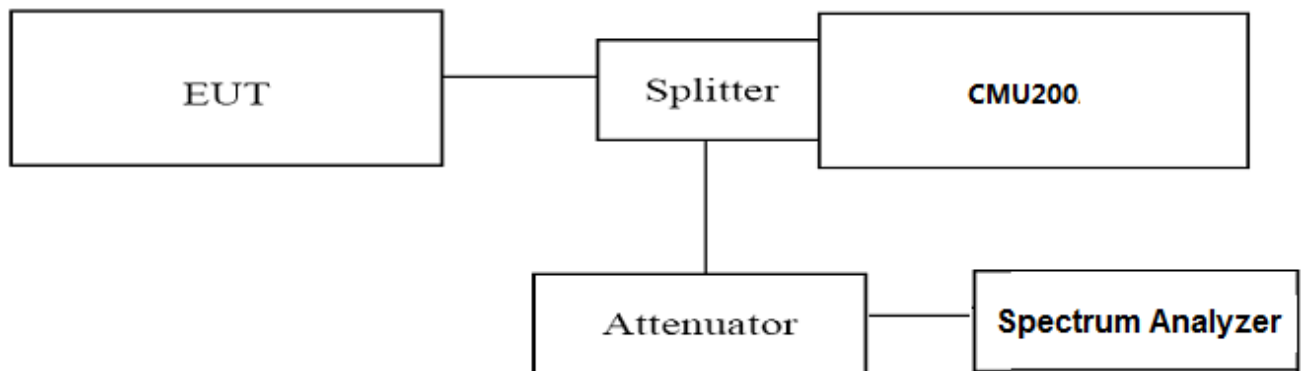 EUT
Splitter
CMU200
Attenuator
Spectrum Analyzer